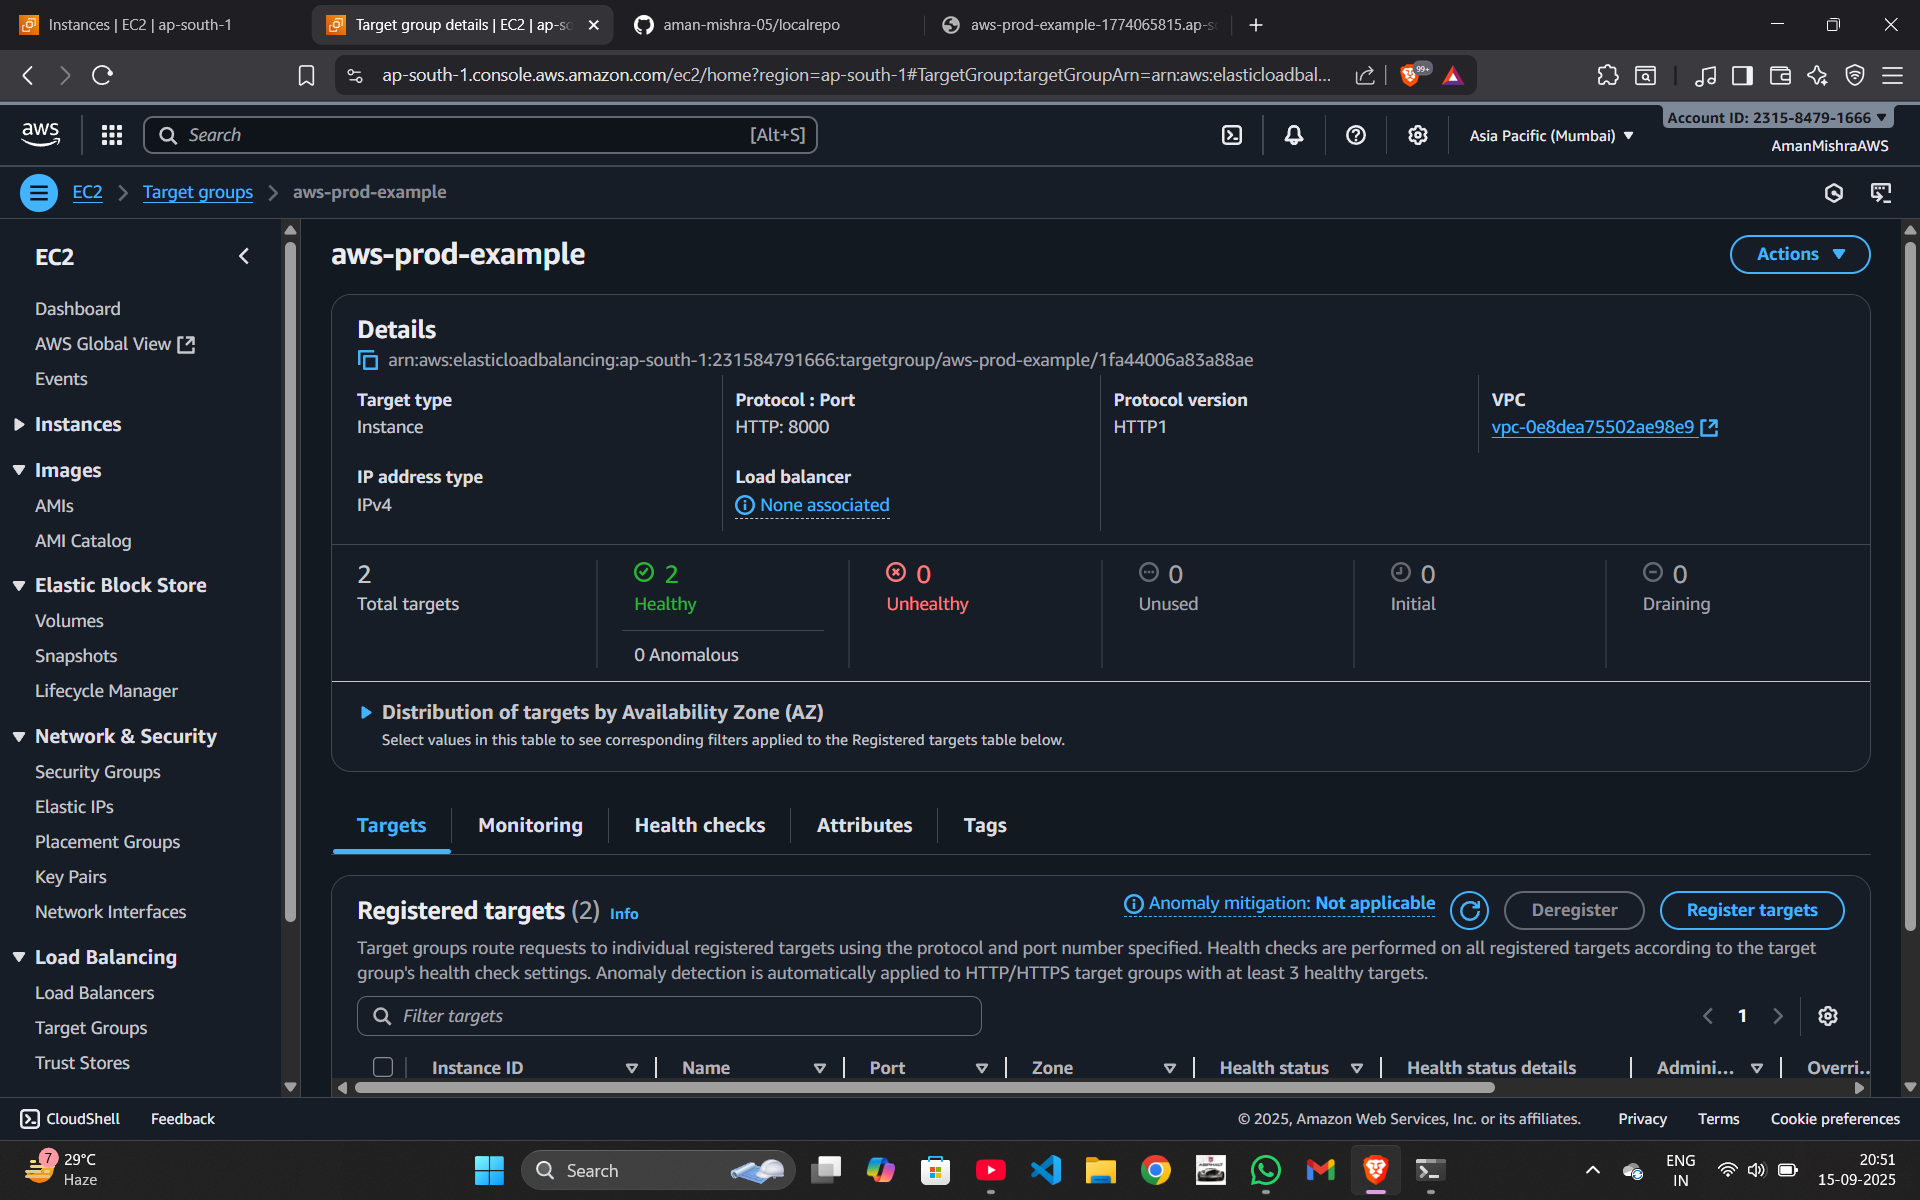 Instances | EC2 | ap-south-1
Target group details | EC2 | ap-so
aman-mishra-05/localrepo
aws-prod-example-1774065815.ap-s
ap-south-1.console.aws.amazon.com/ec2/home?region=ap-south-1#TargetGroup:targetGroupArn=arn:aws:elasticloadbal...
99+
aws
Search
[Alt+S]
Asia Pacific (Mumbai)
Account ID: 2315-8479-1666
AmanMishraAWS
EC2
Target groups
aws-prod-example
EC2
Dashboard
AWS Global View
Events
Instances
Images
AMIs
AMI Catalog
Elastic Block Store
Volumes
Snapshots
Lifecycle Manager
Network & Security
Security Groups
Elastic IPs
Placement Groups
Key Pairs
Network Interfaces
Load Balancing
Load Balancers
Target Groups
Trust Stores
aws-prod-example
Actions
Details
arn:aws:elasticloadbalancing:ap-south-1:231584791666:targetgroup/aws-prod-example/1fa44006a83a88ae
Target type
Instance
Protocol : Port
HTTP: 8000
Protocol version
HTTP1
VPC
vpc-0e8dea75502ae98e9
IP address type
IPv4
Load balancer
None associated
2
Total targets
2
Healthy
0 Anomalous
0
Unhealthy
0
Unused
0
Initial
0
Draining
Distribution of targets by Availability Zone (AZ)
Select values in this table to see corresponding filters applied to the Registered targets table below.
Targets
Monitoring
Health checks
Attributes
Tags
Registered targets (2) Info
Anomaly mitigation: Not applicable
Deregister
Register targets
Target groups route requests to individual registered targets using the protocol and port number specified. Health checks are performed on all registered targets according to the target
group's health check settings. Anomaly detection is automatically applied to HTTP/HTTPS target groups with at least 3 healthy targets.
Filter targets
1
Instance ID
Name
Port
Zone
Health status
Health status details
Admini...
Overri...
CloudShell
Feedback
© 2025, Amazon Web Services, Inc. or its affiliates.
Privacy
Terms
Cookie preferences
7
29°C
Haze
Search
ENG
IN
20:51
15-09-2025